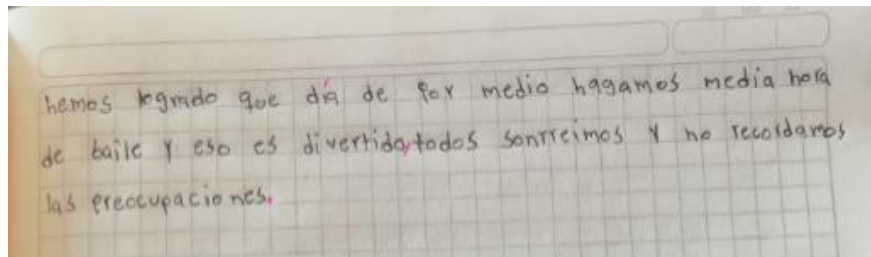 hemos logrado que día de por medio hagamos media hora
de baile y eso es divertido, todos sonrreimos y no recordamos
las preocupaciones.